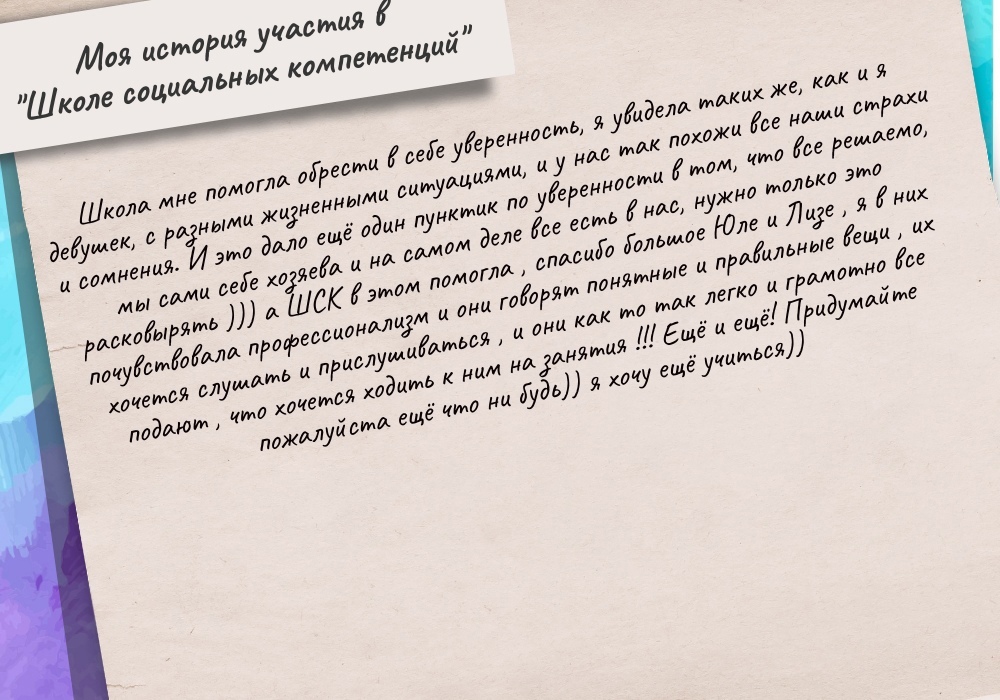 Моя история участия в
"Школе социальных компетенций"
Школа мне помогла обрести в себе уверенность, я увидела таких же, как и я
девушек, с разными жизненными ситуациями, и у нас так похожи все наши страхи
и сомнения. И это дало ещё один пунктик по уверенности в том, что все решаемо,
мы сами себе хозяева и на самом деле все есть в нас, нужно только это
расковырять ))) а ШСК в этом помогла , спасибо большое Юле и Лизе , я в них
почувствовала профессионализм и они говорят понятные и правильные вещи , их
хочется слушать и прислушиваться , и они как то так легко и грамотно все
подают , что хочется ходить к ним на занятия !!! Ещё и ещё! Придумайте
пожалуйста ещё что ни будь)) я хочу ещё учиться))